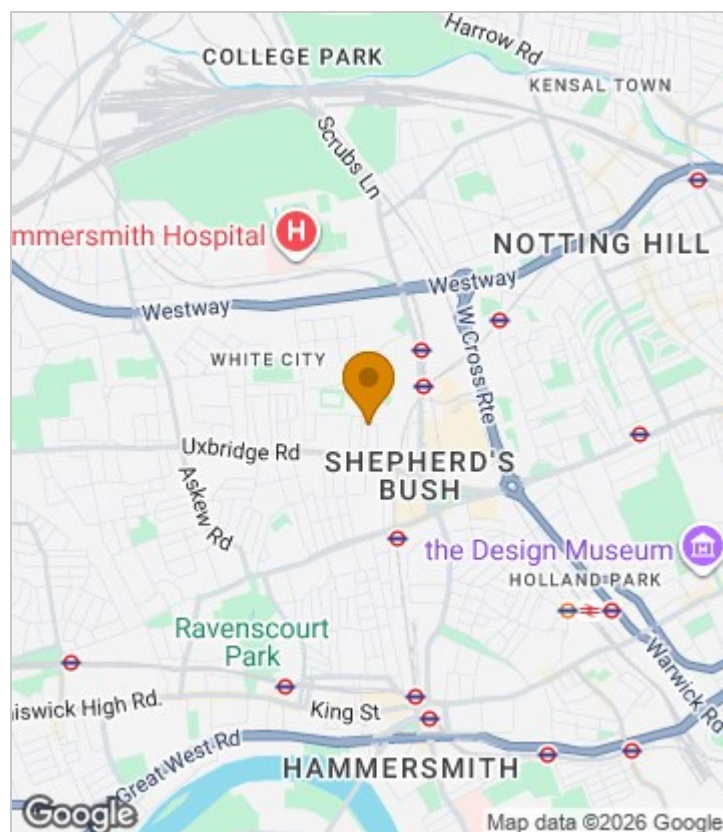 Harrow Rd
COLLEGE PARK
KENSAL TOWN
Scrubs Ln
mmersmith Hospital
H
NOTTING HILL
Westway
Westway
W Cross Rte
WHITE CITY
Uxbridge Rd
SHEPHERD'S
BUSH
Askew Rd
the Design Museum
HOLLAND PARK
Ravenscourt
Park
Warwick Rd
niswick High Rd.
King St
Great West Rd
HAMMERSMITH
Google
Map data ©2026 Google